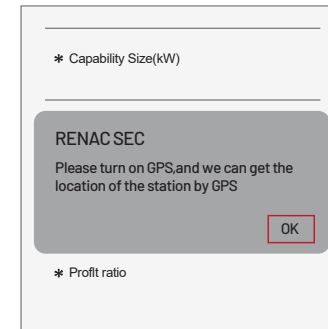 * Capability Size(kW)
RENAC SEC
Please turn on GPS,and we can get the
location of the station by GPS
OK
* Proflt ratio